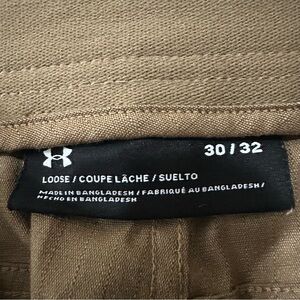 30 / 32
LOOSE / COUPE LÂCHE / SUELTO
MADE IN BANGLADESH / FABRIQUÉ AU BANGLADESH /
HECHO EN BANGLADESH